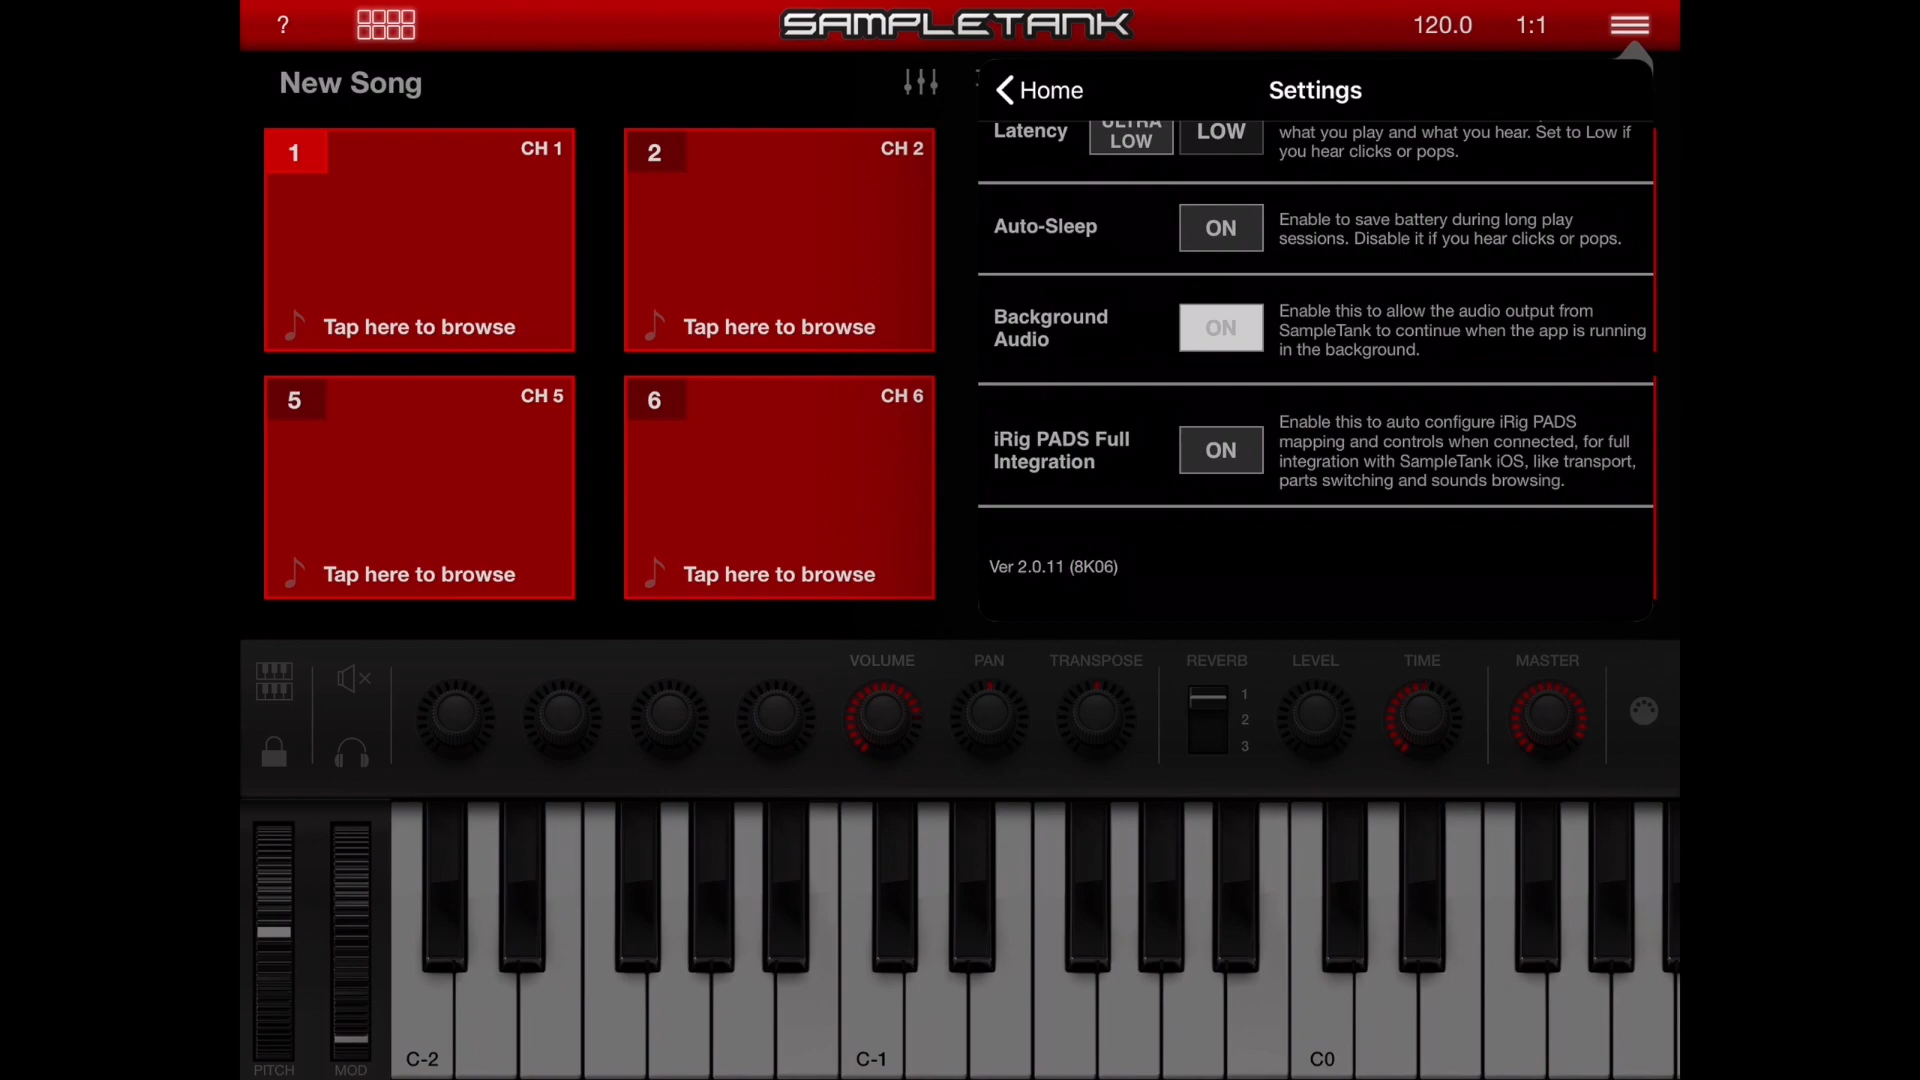 ?
SAMPLETANK
120.0
1:1
New Song
Home
Settings
1
CH 1
Tap here to browse
2
CH 2
Tap here to browse
5
CH 5
Tap here to browse
6
CH 6
Tap here to browse
Latency
ULTRA
LOW
LOW
what you play and what you hear. Set to Low if
you hear clicks or pops.
Auto-Sleep
ON
Enable to save battery during long play
sessions. Disable it if you hear clicks or pops.
Background
Audio
ON
Enable this to allow the audio output from
SampleTank to continue when the app is running
in the background.
iRig PADS Full
Integration
ON
Enable this to auto configure iRig PADS
mapping and controls when connected, for full
integration with SampleTank iOS, like transport,
parts switching and sounds browsing.
Ver 2.0.11 (8K06)
VOLUME
PAN
TRANSPOSE
REVERB
1
2
3
LEVEL
TIME
MASTER
PITCH
MOD
C-2
C-1
C0